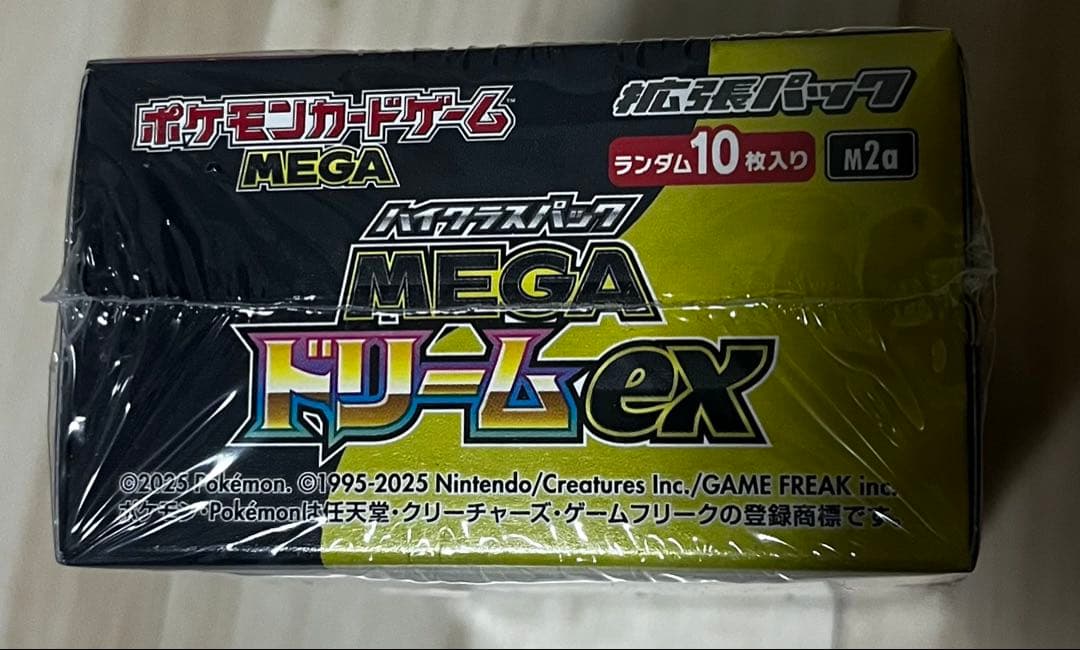 ポケモンカードゲーム™
MEGA
拡張パック
ランダム10枚入り
M2a
ハイクラスパック
MEGA
ドリームex
©2025 Pokémon. ©1995-2025 Nintendo/Creatures Inc./GAME FREAK inc.
ポケモン・Pokémonは任天堂・クリーチャーズ・ゲームフリークの登録商標です。